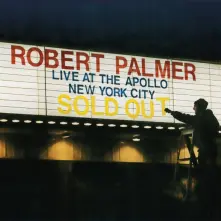 ROBERT PALMER
LIVE AT THE APOLLO
NEW YORK CITY
SOLD OUT